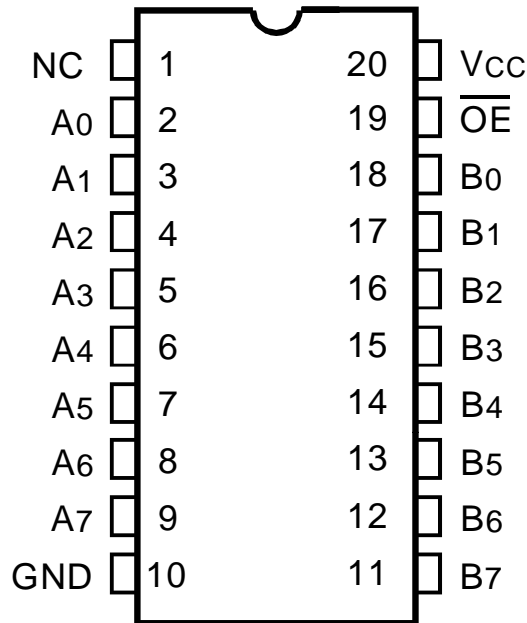 NC 1 20 VCC
A0 2 19 O̅E̅
A1 3 18 B0
A2 4 17 B1
A3 5 16 B2
A4 6 15 B3
A5 7 14 B4
A6 8 13 B5
A7 9 12 B6
GND 10 11 B7